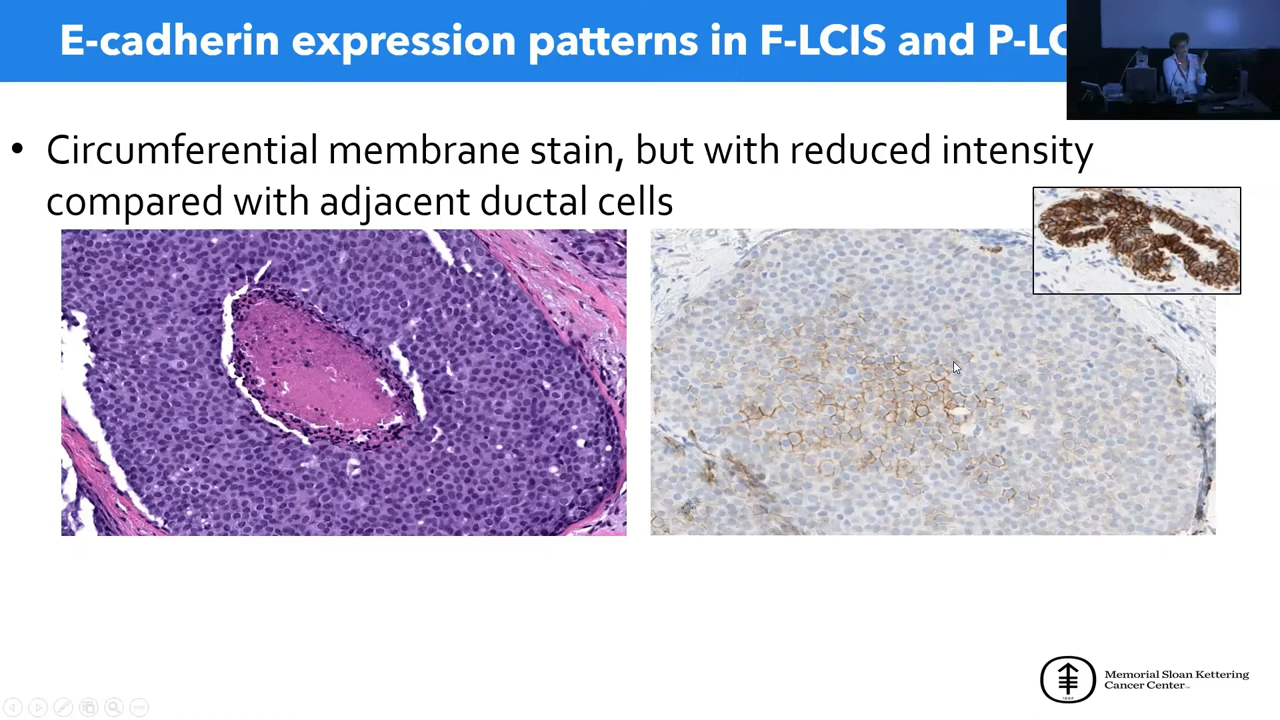 E-cadherin expression patterns in F-LCIS and
• Circumferential membrane stain, but with reduced intensity
compared with adjacent ductal cells
Memorial Sloan Kettering
Cancer Center